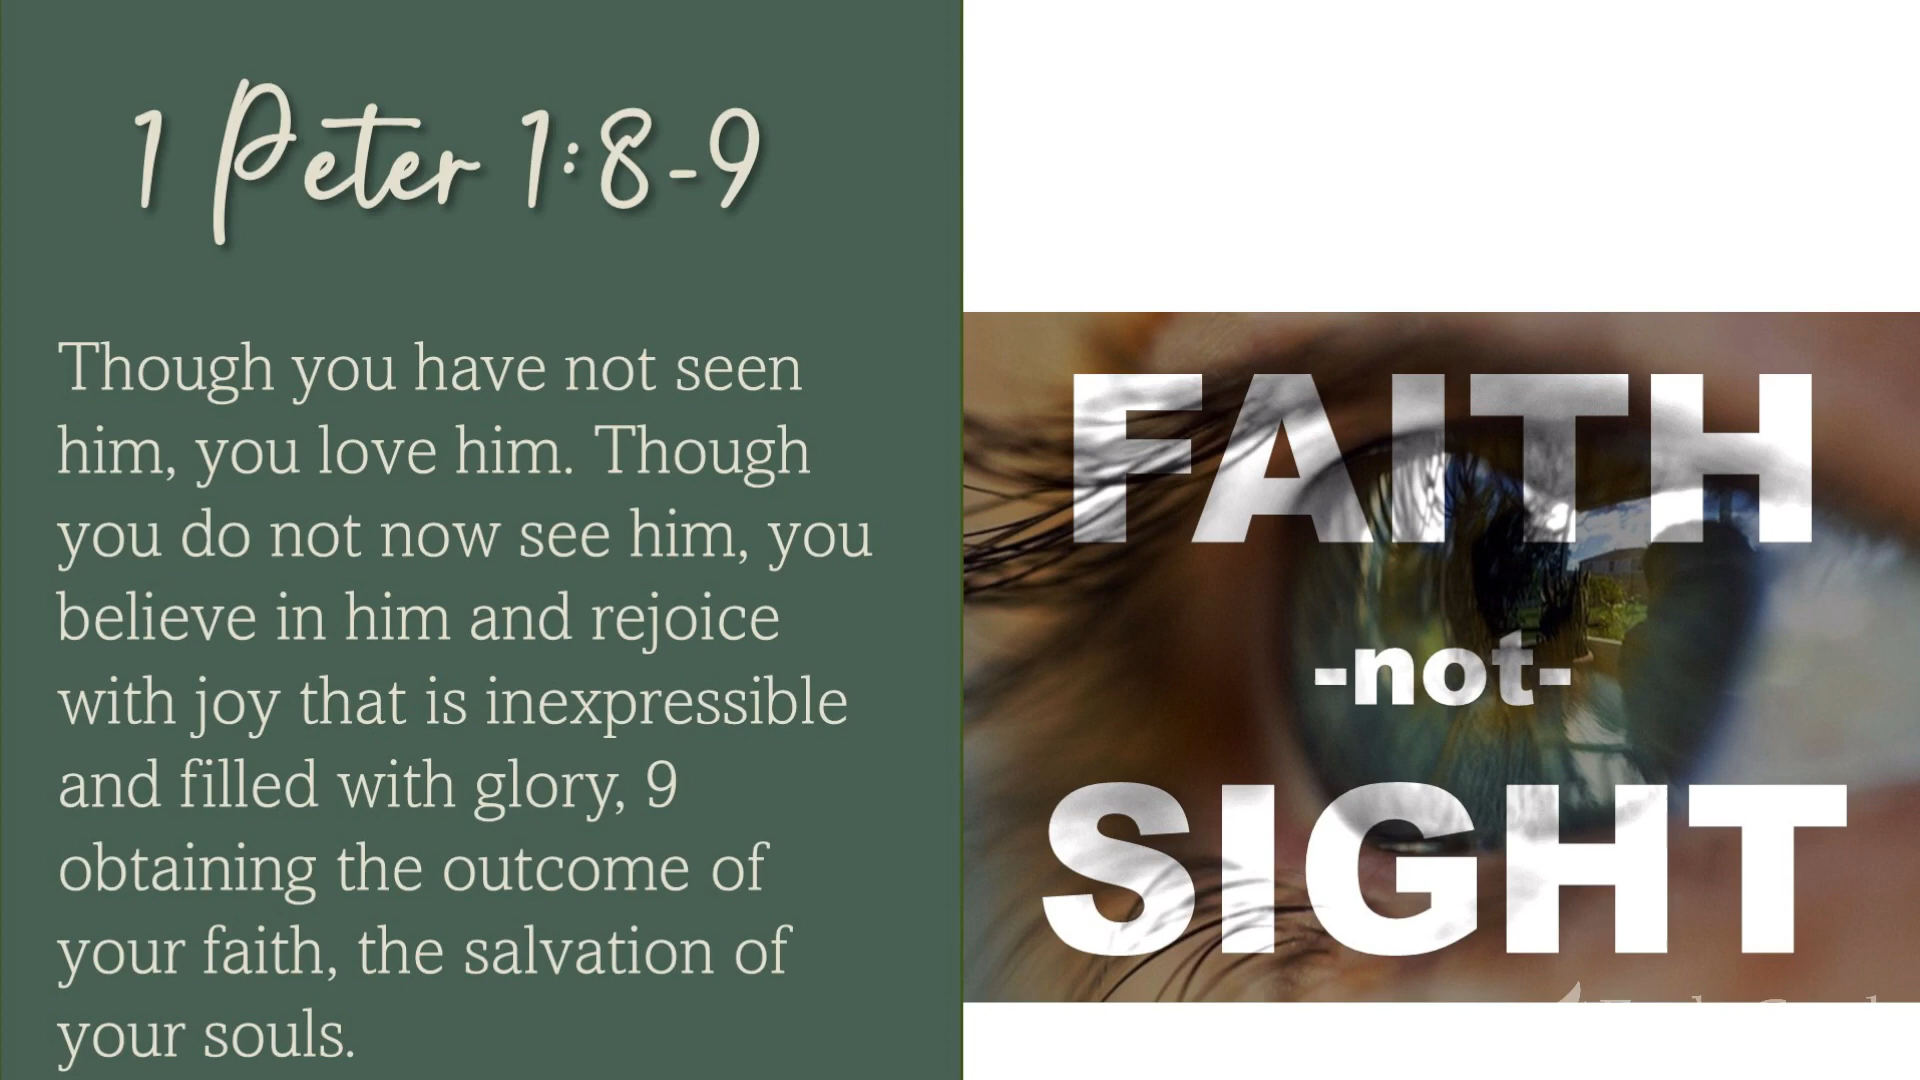 1 Peter 1:8-9
Though you have not seen
him, you love him. Though
you do not now see him, you
believe in him and rejoice
with joy that is inexpressible
and filled with glory, 9
obtaining the outcome of
your faith, the salvation of
your souls.
FAITH
-not-
SIGHT